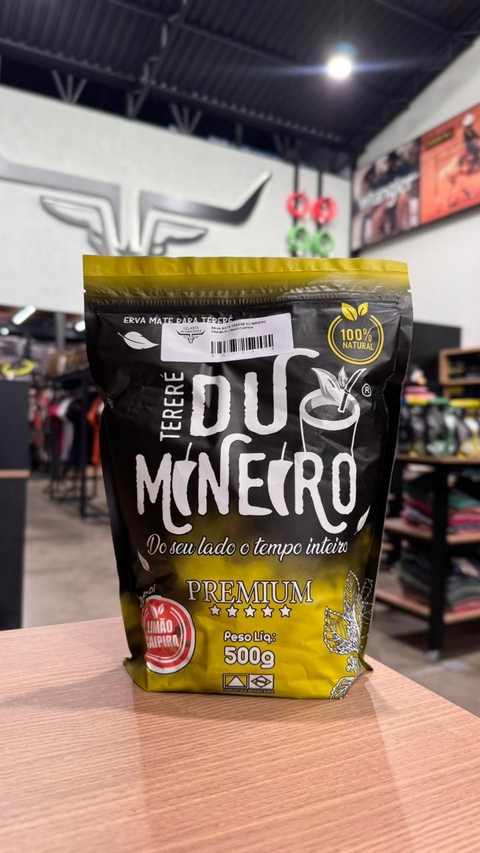 Wrangler
ERVA MATE PARA TERERÉ
100%
NATURAL
TERERÉ
DU
MINEIRO
®
Do seu lado o tempo inteiro
PREMIUM
LIMÃO
CAIPIRA
Peso Líq.:
500g